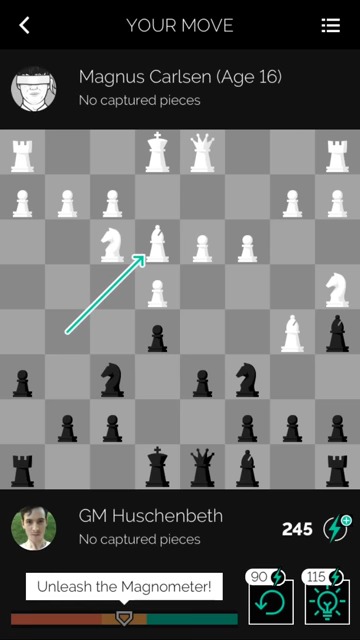 YOUR MOVE
Magnus Carlsen (Age 16)
No captured pieces
GM Huschenbeth
No captured pieces
245
Unleash the Magnometer!
90
115